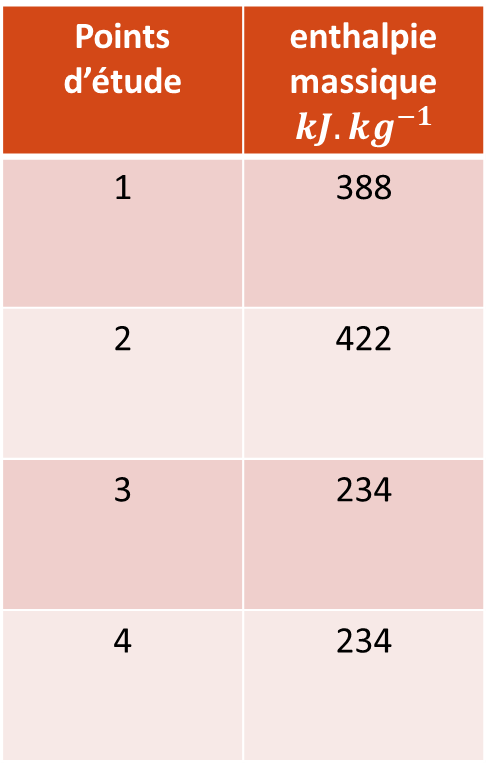 Points d'étude
enthalpie massique kJ.kg⁻¹
1 388
2 422
3 234
4 234